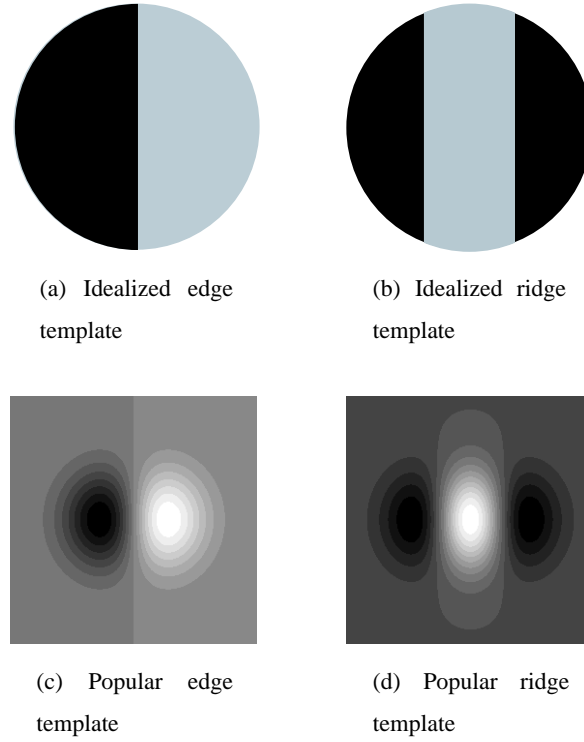 (a) Idealized edge
template
(b) Idealized ridge
template
(c) Popular edge
template
(d) Popular ridge
template